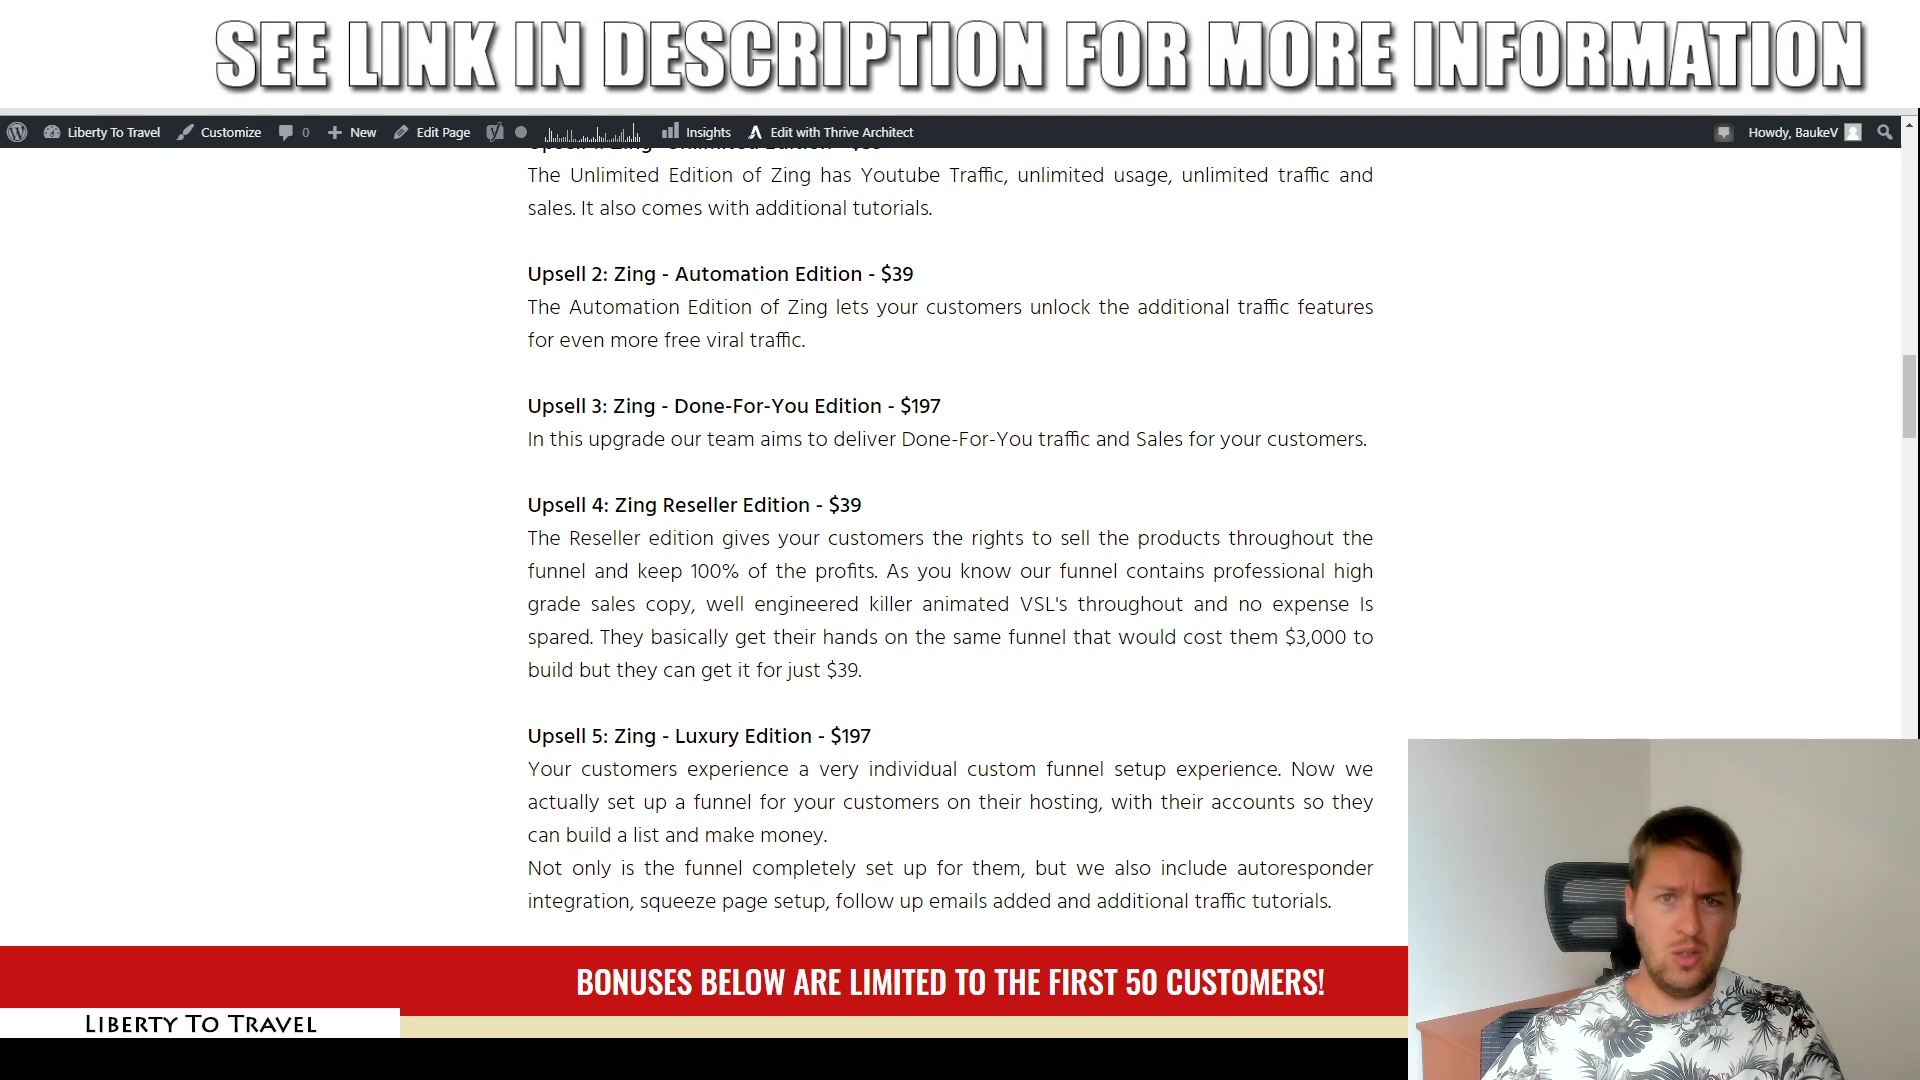 SEE LINK IN DESCRIPTION FOR MORE INFORMATION
Liberty To Travel Customize 0 New Edit Page Insights Edit with Thrive Architect Howdy, BaukeV
The Unlimited Edition of Zing has Youtube Traffic, unlimited usage, unlimited traffic and
sales. It also comes with additional tutorials.
Upsell 2: Zing - Automation Edition - $39
The Automation Edition of Zing lets your customers unlock the additional traffic features
for even more free viral traffic.
Upsell 3: Zing - Done-For-You Edition - $197
In this upgrade our team aims to deliver Done-For-You traffic and Sales for your customers.
Upsell 4: Zing Reseller Edition - $39
The Reseller edition gives your customers the rights to sell the products throughout the
funnel and keep 100% of the profits. As you know our funnel contains professional high
grade sales copy, well engineered killer animated VSL's throughout and no expense Is
spared. They basically get their hands on the same funnel that would cost them $3,000 to
build but they can get it for just $39.
Upsell 5: Zing - Luxury Edition - $197
Your customers experience a very individual custom funnel setup experience. Now we
actually set up a funnel for your customers on their hosting, with their accounts so they
can build a list and make money.
Not only is the funnel completely set up for them, but we also include autoresponder
integration, squeeze page setup, follow up emails added and additional traffic tutorials.
BONUSES BELOW ARE LIMITED TO THE FIRST 50 CUSTOMERS!
LIBERTY TO TRAVEL